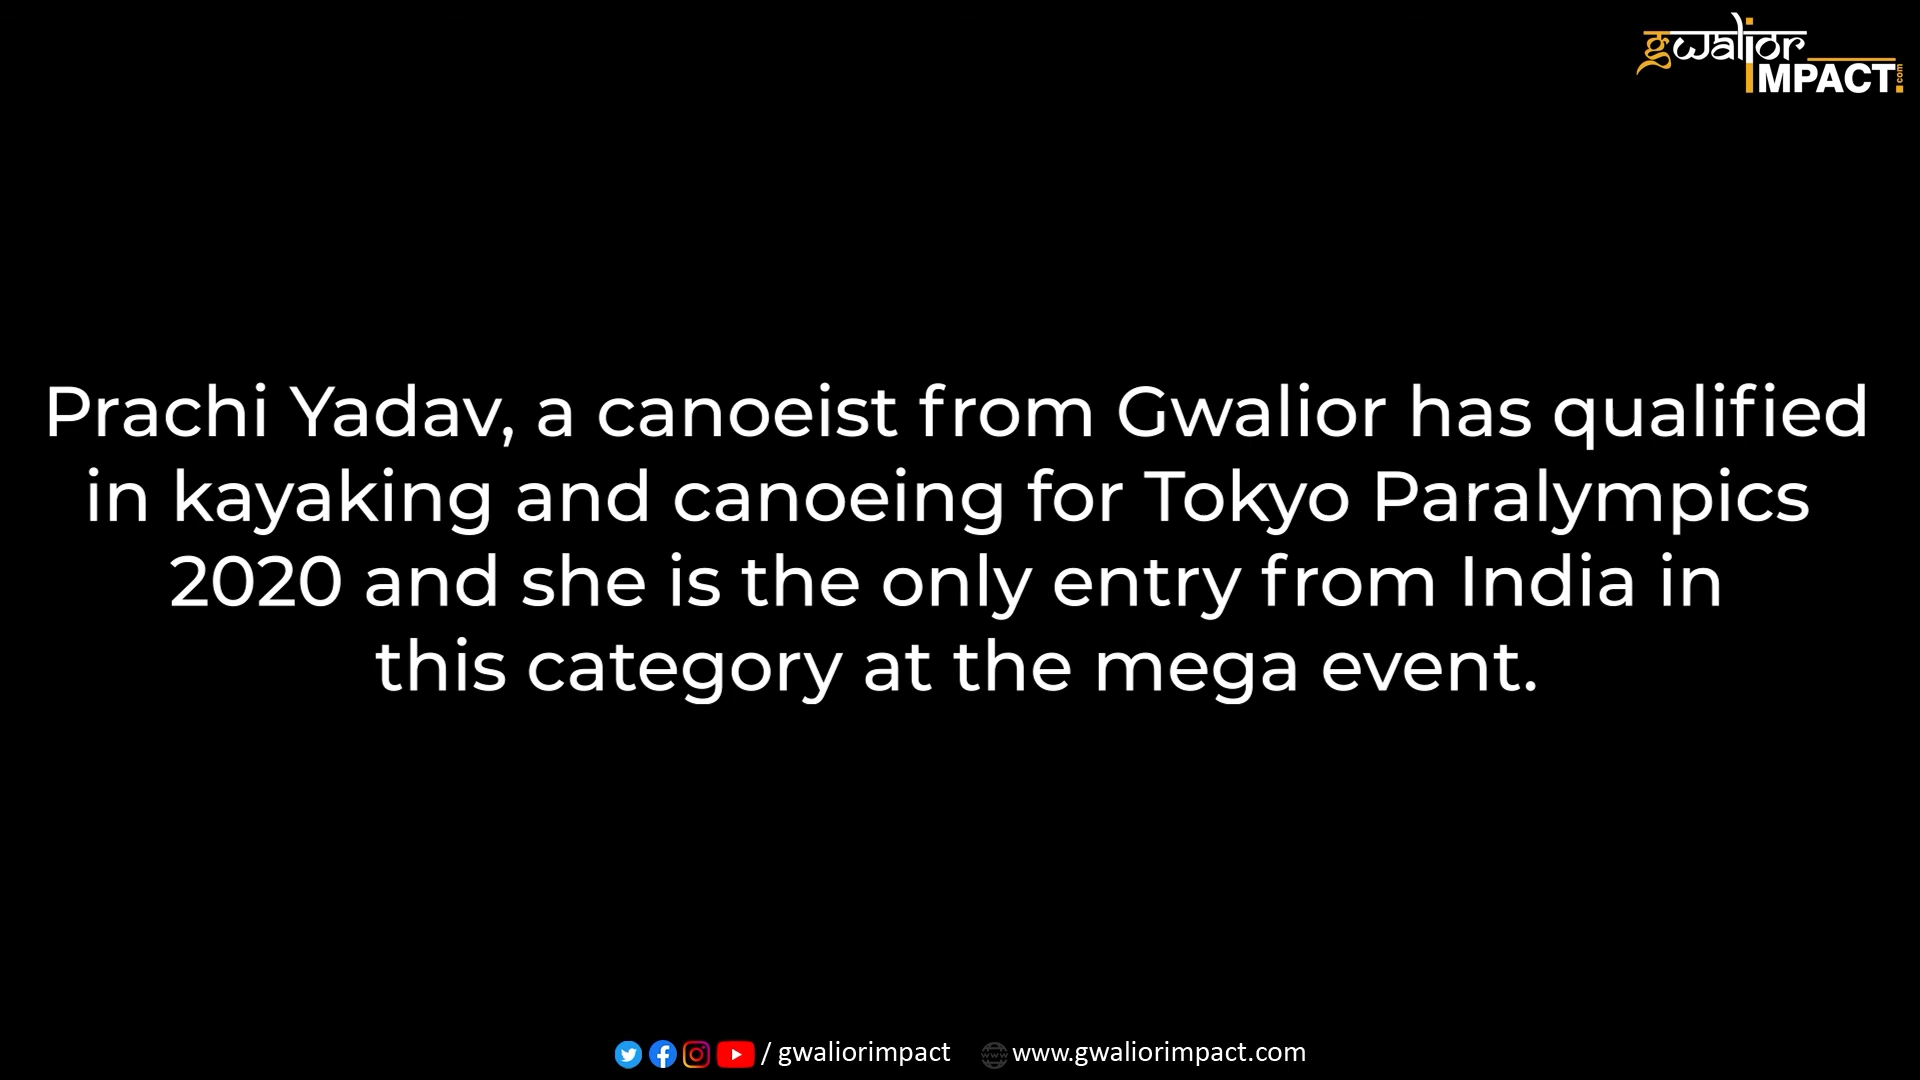 gwalior
IMPACT.com
Prachi Yadav, a canoeist from Gwalior has qualified
in kayaking and canoeing for Tokyo Paralympics
2020 and she is the only entry from India in
this category at the mega event.
/ gwaliorimpact www.gwaliorimpact.com